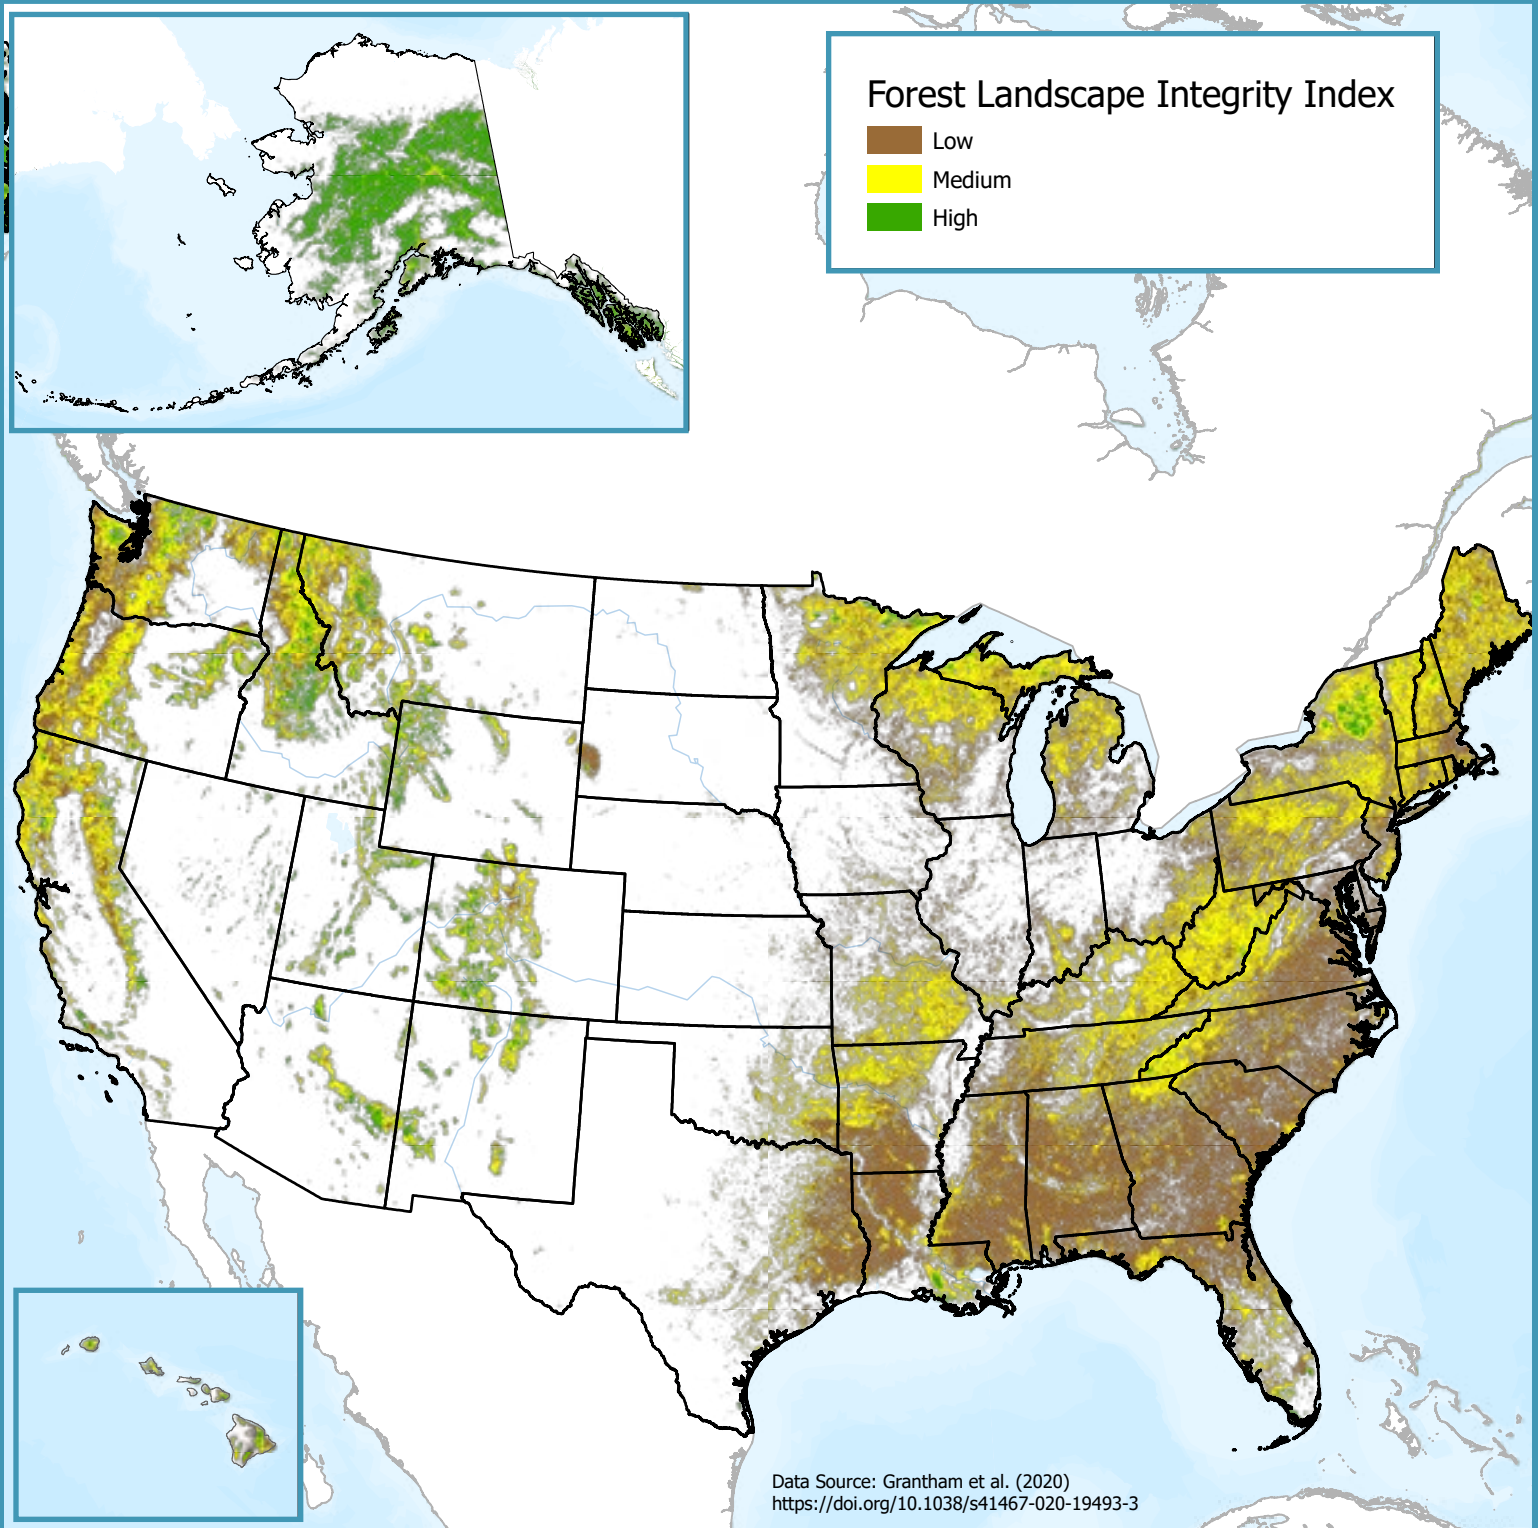 Forest Landscape Integrity Index
Low
Medium
High
Data Source: Grantham et al. (2020)
https://doi.org/10.1038/s41467-020-19493-3